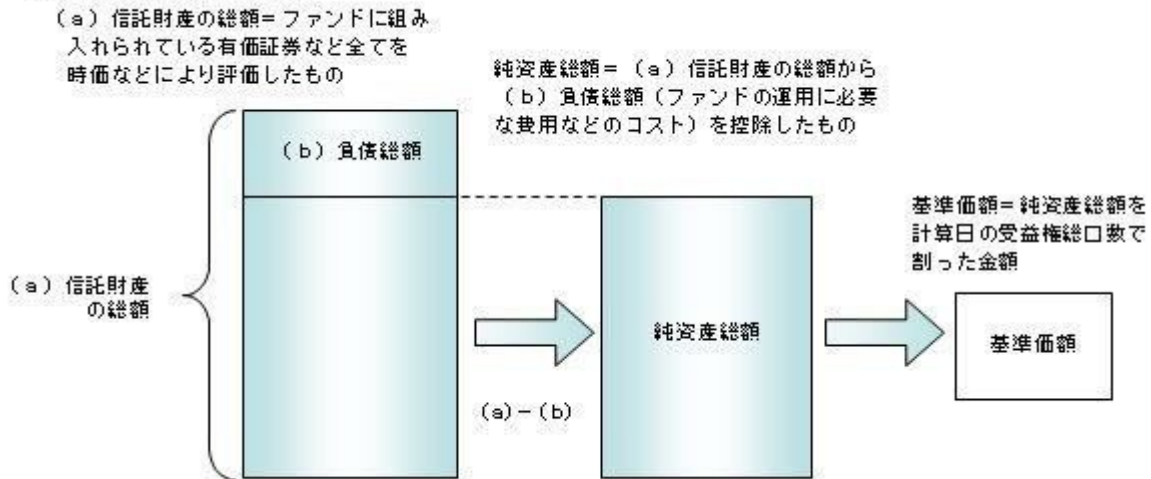 (a)信託財産の総額=ファンドに組み
入れられている有価証券など全てを
時価などにより評価したもの
純資産総額=(a)信託財産の総額から
(b)負債総額(ファンドの運用に必要
な費用などのコスト)を控除したもの
(b)負債総額
基準価額=純資産総額を
計算日の受益権総口数で
割った金額
(a)信託財産
の総額
純資産総額
基準価額
(a)-(b)